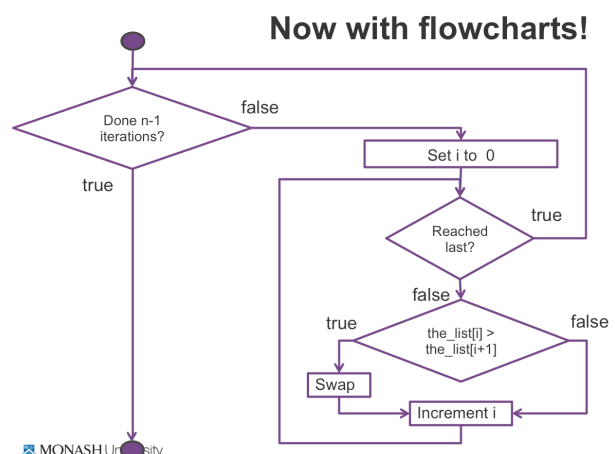 Now with flowcharts!
false
Done n-1
iterations?
Set i to 0
true
true
Reached
last?
false
true
false
the_list[i] >
the_list[i+1]
Swap
Increment i
MONASH